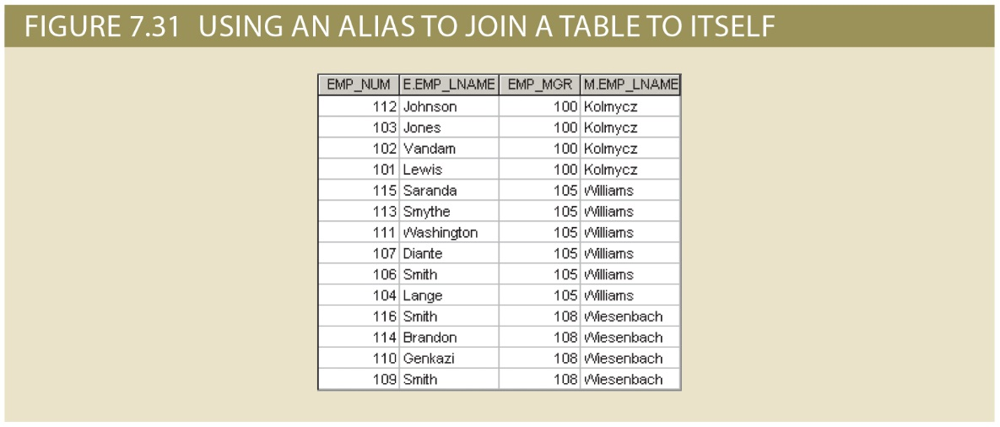 FIGURE 7.31 USING AN ALIAS TO JOIN A TABLE TO ITSELF
EMP_NUM E.EMP_LNAME EMP_MGR M.EMP_LNAME
112 Johnson 100 Kolmycz
103 Jones 100 Kolmycz
102 Vandam 100 Kolmycz
101 Lewis 100 Kolmycz
115 Saranda 105 Williams
113 Smythe 105 Williams
111 Washington 105 Williams
107 Diante 105 Williams
106 Smith 105 Williams
104 Lange 105 Williams
116 Smith 108 Wiesenbach
114 Brandon 108 Wiesenbach
110 Genkazi 108 Wiesenbach
109 Smith 108 Wiesenbach